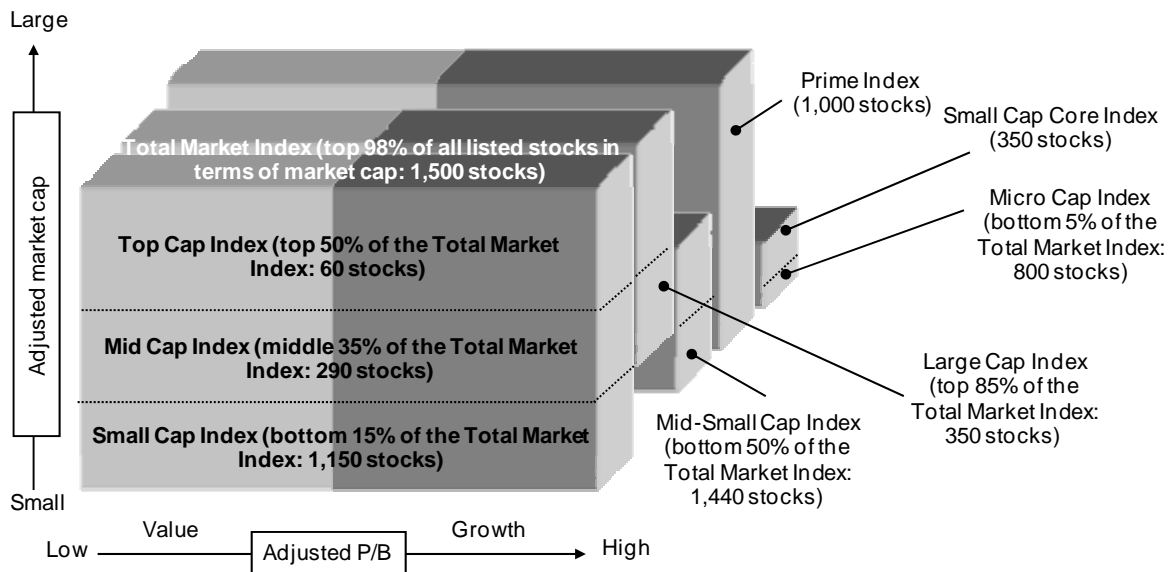 Large
Adjusted market cap
Small
Total Market Index (top 98% of all listed stocks in
terms of market cap: 1,500 stocks)
Top Cap Index (top 50% of the Total Market
Index: 60 stocks)
Mid Cap Index (middle 35% of the Total Market
Index: 290 stocks)
Small Cap Index (bottom 15% of the Total Market
Index: 1,150 stocks)
Prime Index
(1,000 stocks)
Small Cap Core Index
(350 stocks)
Micro Cap Index
(bottom 5% of the
Total Market Index:
800 stocks)
Large Cap Index
(top 85% of the
Total Market Index:
350 stocks)
Mid-Small Cap Index
(bottom 50% of the
Total Market Index:
1,440 stocks)
Value
Growth
Low
Adjusted P/B
High